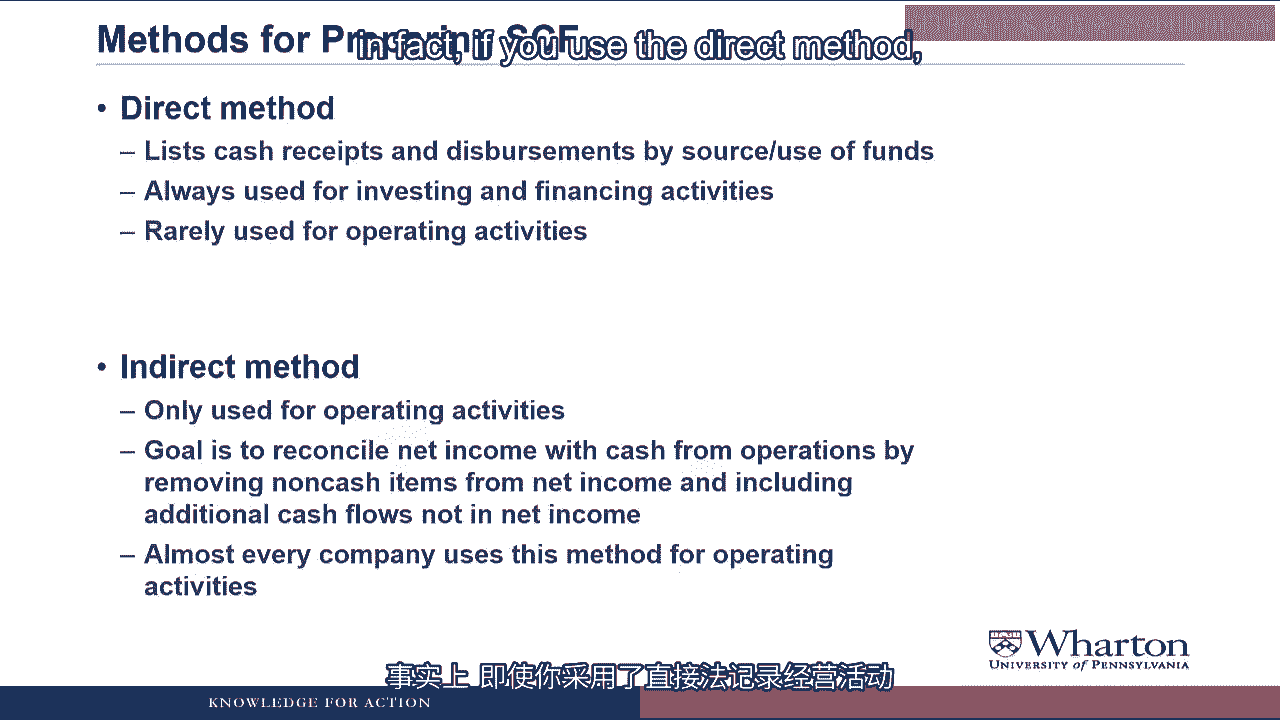 Methods for Preparing SCF
in fact, if you use the direct method,
• Direct method
– Lists cash receipts and disbursements by source/use of funds
– Always used for investing and financing activities
– Rarely used for operating activities
• Indirect method
– Only used for operating activities
– Goal is to reconcile net income with cash from operations by
removing noncash items from net income and including
additional cash flows not in net income
– Almost every company uses this method for operating
activities
Wharton
UNIVERSITY of PENNSYLVANIA
事实上 即使你采用了直接法记录经营活动
KNOWLEDGE FOR ACTION